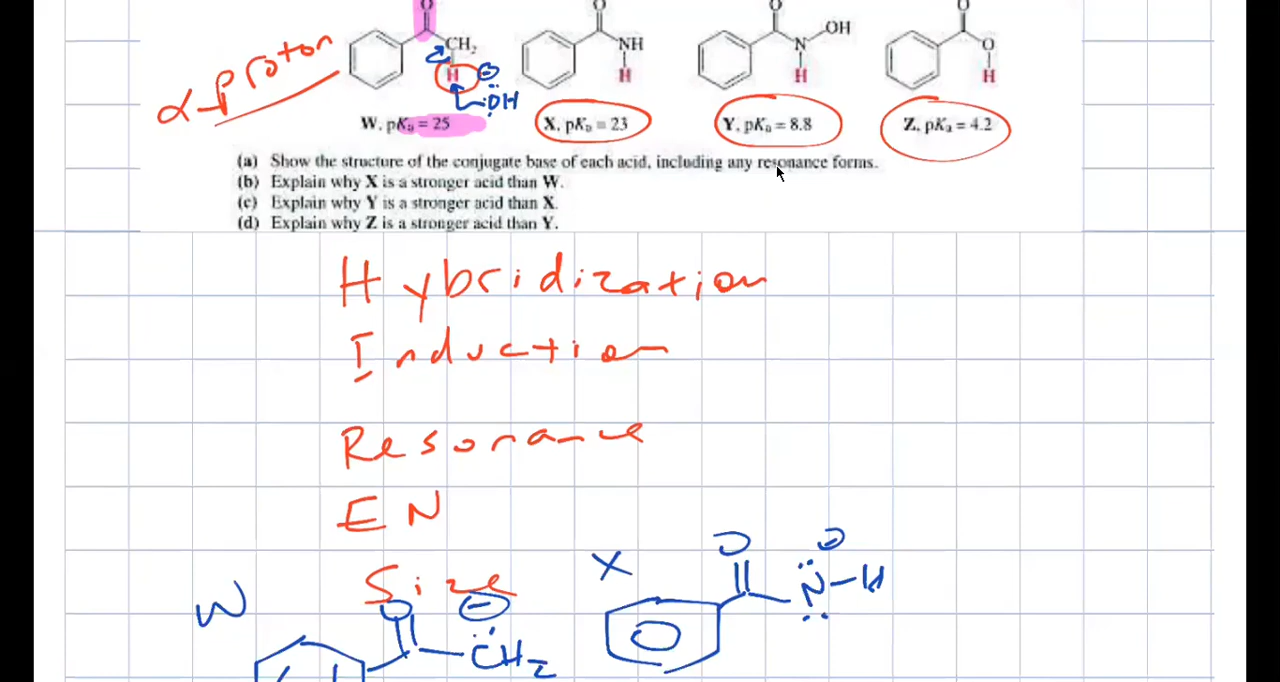 O O O O
α-proton
CH₂ NH N OH O
H ⊖ H H H
:ÖH
W. pKₐ = 25 X. pKₐ = 23 Y. pKₐ = 8.8 Z. pKₐ = 4.2
(a) Show the structure of the conjugate base of each acid, including any resonance forms.
(b) Explain why X is a stronger acid than W.
(c) Explain why Y is a stronger acid than X.
(d) Explain why Z is a stronger acid than Y.
Hybridization
Induction
Resonance
EN
Size
X O ⊖
N-H
W O ⊖
CH₂